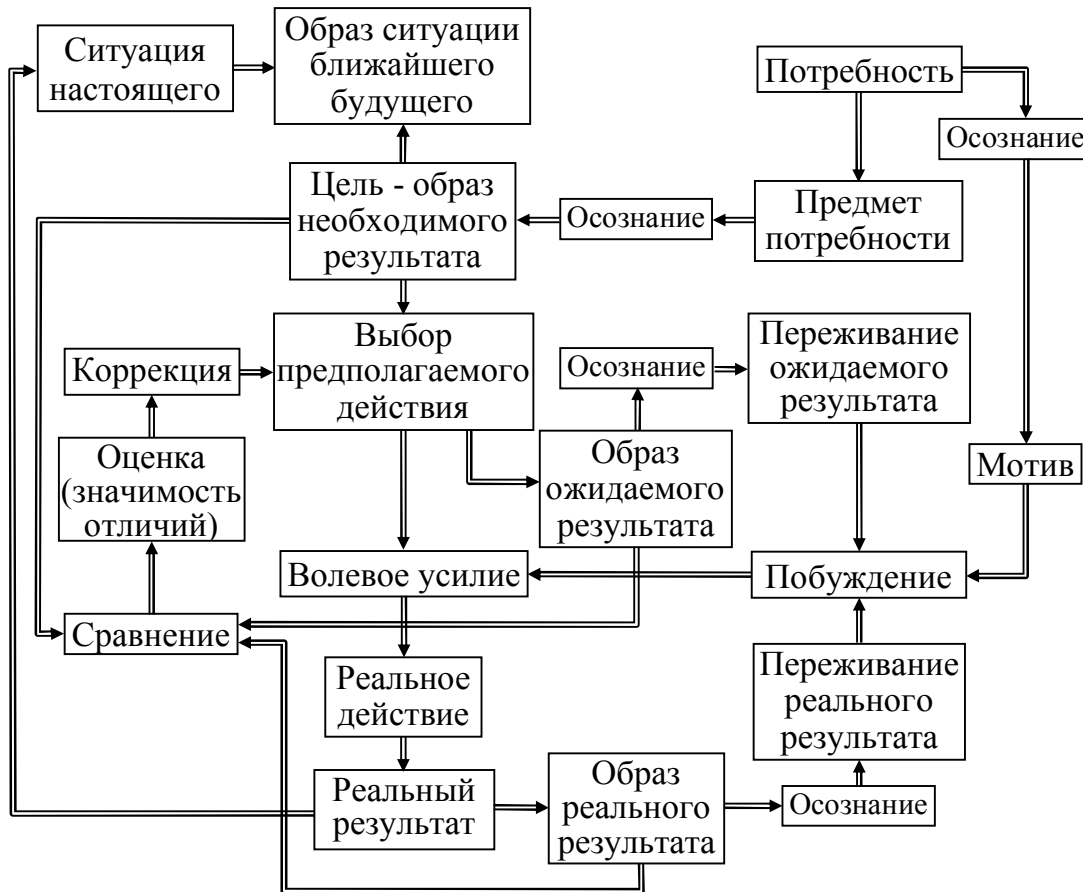 Ситуация
настоящего
Образ ситуации
ближайшего
будущего
Потребность
Осознание
Цель - образ
необходимого
результата
Осознание
Предмет
потребности
Коррекция
Выбор
предполагаемого
действия
Осознание
Переживание
ожидаемого
результата
Оценка
(значимость
отличий)
Образ
ожидаемого
результата
Мотив
Волевое усилие
Побуждение
Сравнение
Реальное
действие
Переживание
реального
результата
Реальный
результат
Образ
реального
результата
Осознание